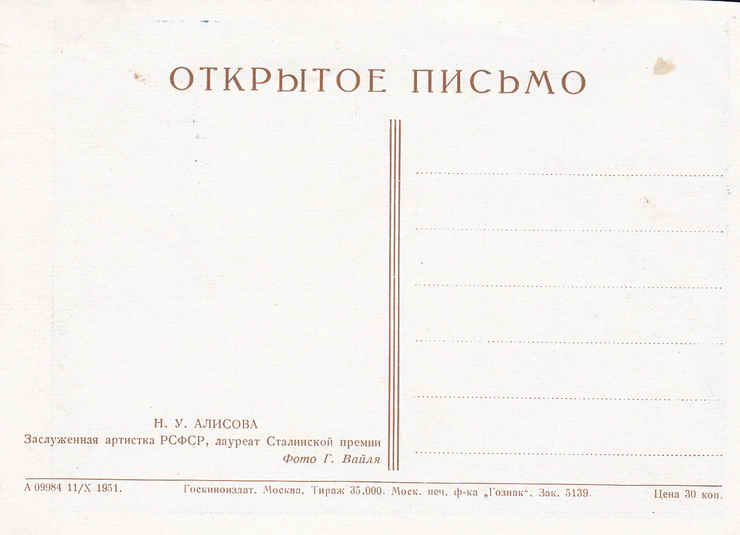 ОТКРЫТОЕ ПИСЬМО
Н. У. АЛИСОВА
Заслуженная артистка РСФСР, лауреат Сталинской премии
Фото Г. Вайля
А 09984 11/X 1951. Госкиноиздат. Москва. Тираж 35.000. Моск. печ. ф-ка „Гознак“. Зак. 5139. Цена 30 коп.